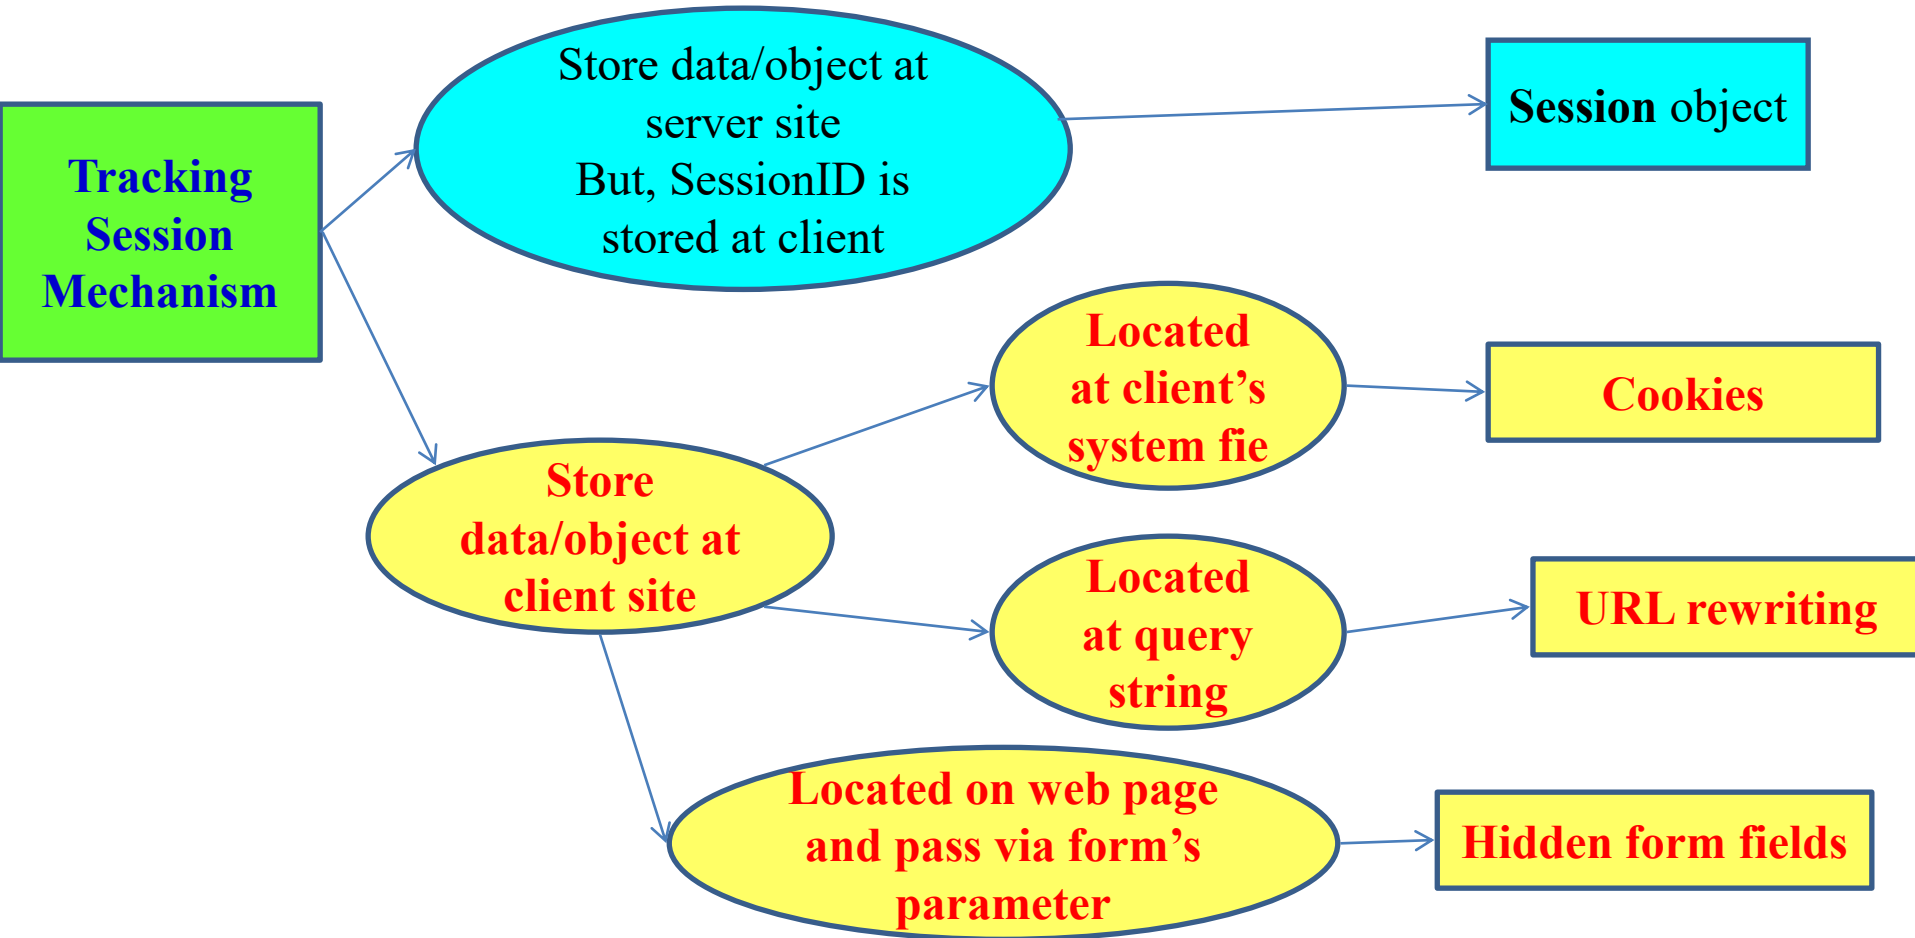 Tracking
Session
Mechanism
Store data/object at
server site
But, SessionID is
stored at client
Session object
Located
at client’s
system fie
Cookies
Store
data/object at
client site
Located
at query
string
URL rewriting
Located on web page
and pass via form’s
parameter
Hidden form fields